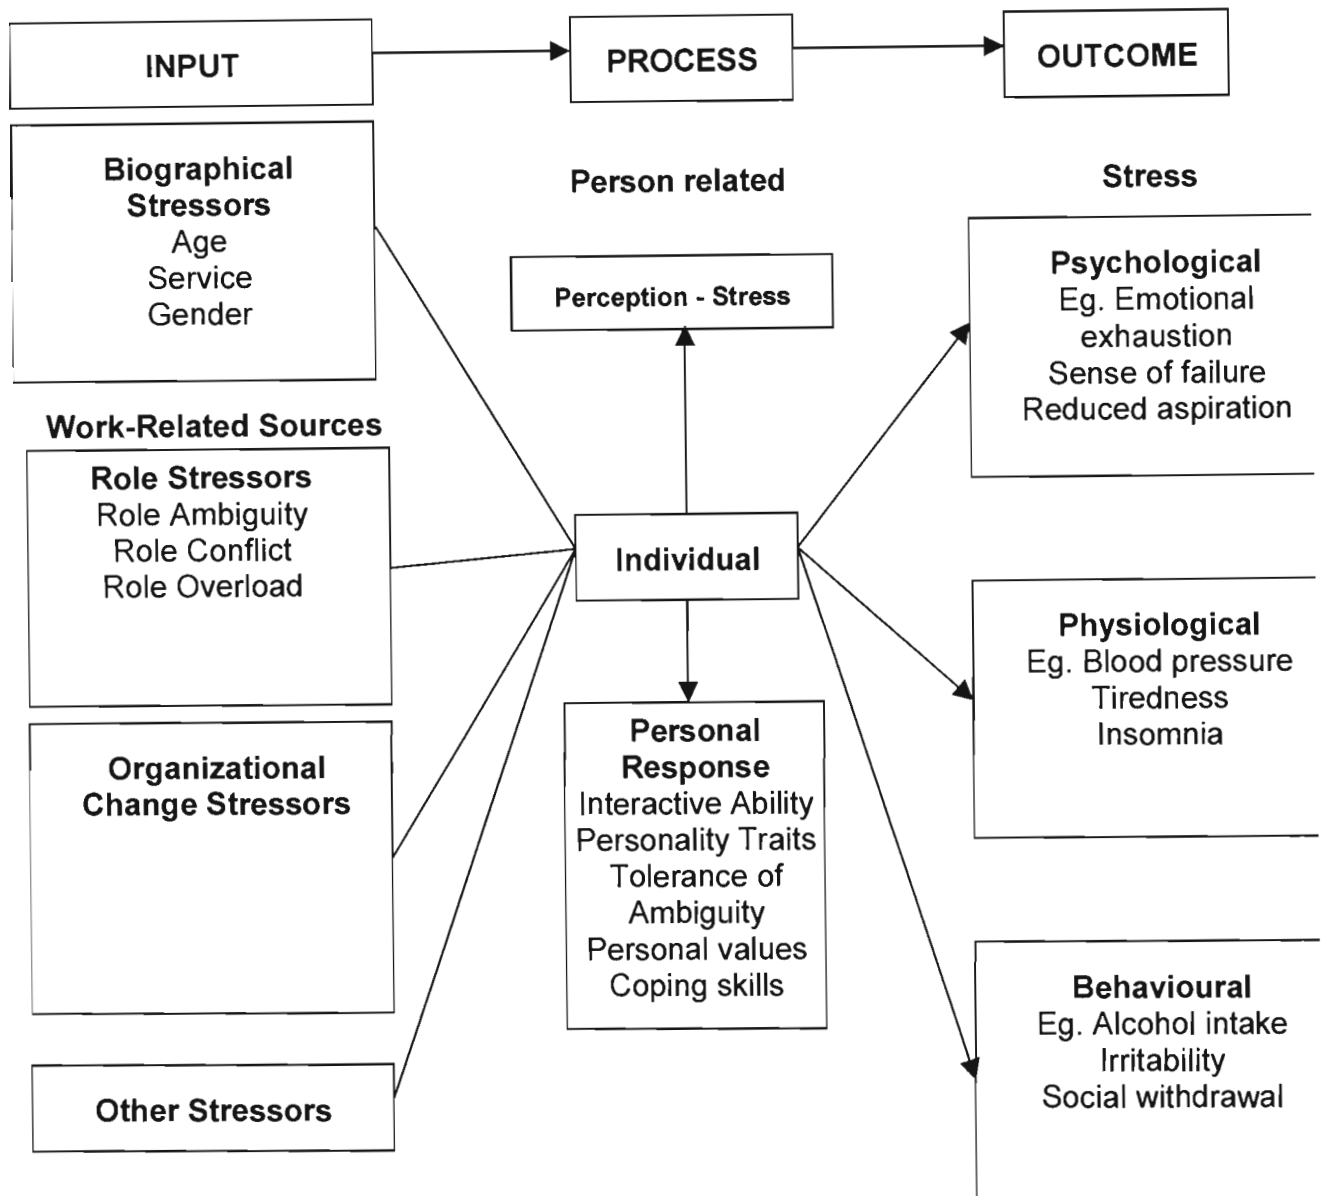 INPUT
PROCESS
OUTCOME
Biographical
Stressors
Age
Service
Gender
Work-Related Sources
Role Stressors
Role Ambiguity
Role Conflict
Role Overload
Organizational
Change Stressors
Other Stressors
Person related
Perception - Stress
Individual
Personal
Response
Interactive Ability
Personality Traits
Tolerance of
Ambiguity
Personal values
Coping skills
Stress
Psychological
Eg. Emotional
exhaustion
Sense of failure
Reduced aspiration
Physiological
Eg. Blood pressure
Tiredness
Insomnia
Behavioural
Eg. Alcohol intake
Irritability
Social withdrawal